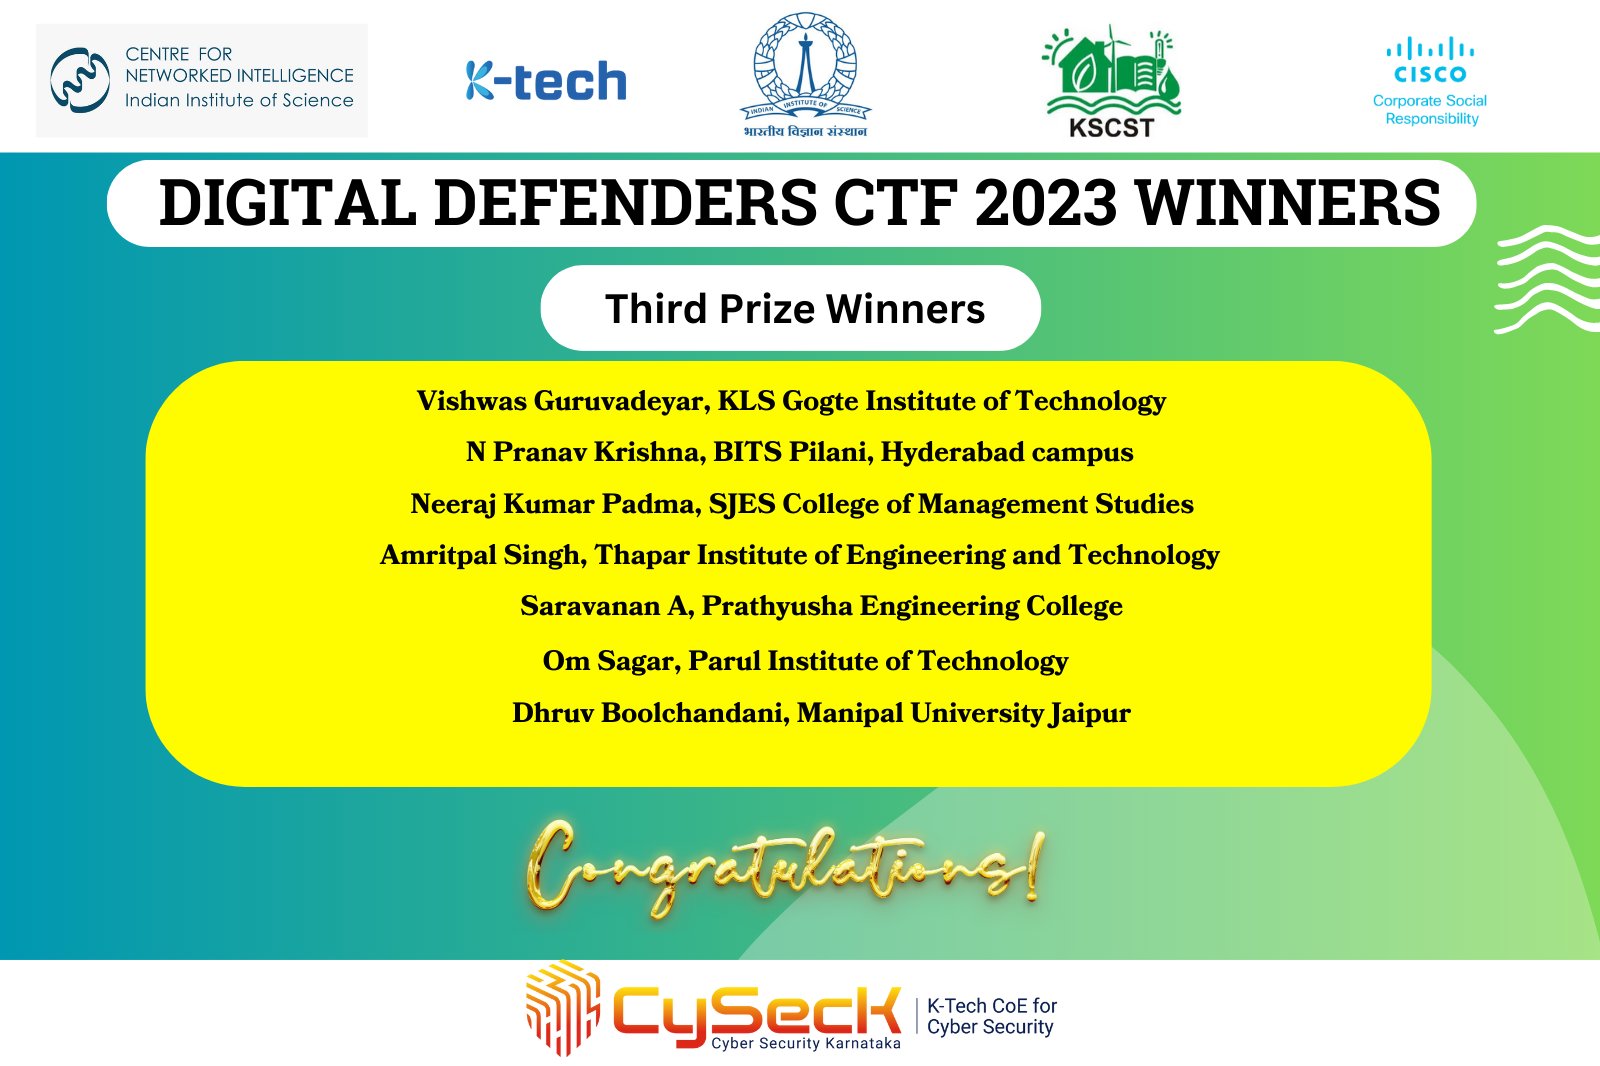 CENTRE FOR
NETWORKED INTELLIGENCE
Indian Institute of Science
K-tech
INDIAN INSTITUTE OF SCIENCE
भारतीय विज्ञान संस्थान
KSCST
CISCO
Corporate Social
Responsibility
DIGITAL DEFENDERS CTF 2023 WINNERS
Third Prize Winners
Vishwas Guruvadeyar, KLS Gogte Institute of Technology
N Pranav Krishna, BITS Pilani, Hyderabad campus
Neeraj Kumar Padma, SJES College of Management Studies
Amritpal Singh, Thapar Institute of Engineering and Technology
Saravanan A, Prathyusha Engineering College
Om Sagar, Parul Institute of Technology
Dhruv Boolchandani, Manipal University Jaipur
Congratulations!
CySecK
Cyber Security Karnataka
K-Tech CoE for
Cyber Security